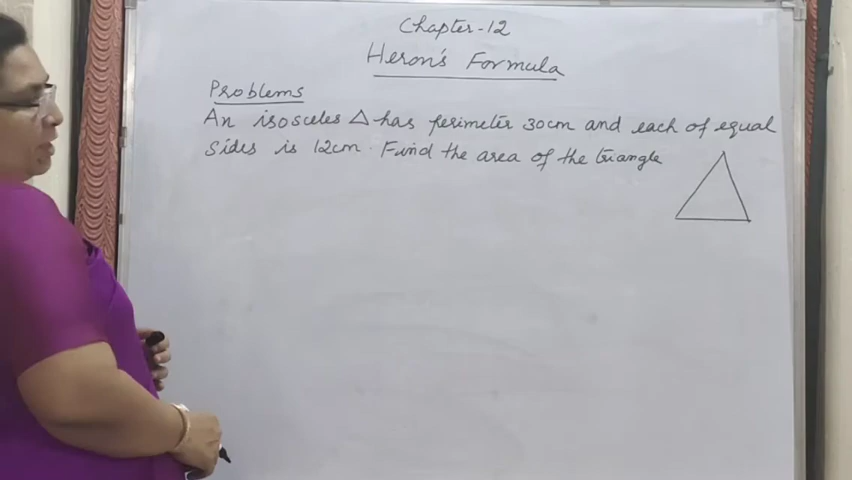 Chapter-12
Heron's Formula
Problems
An isosceles △ has perimeter 30cm and each of equal
sides is 12cm. Find the area of the triangle